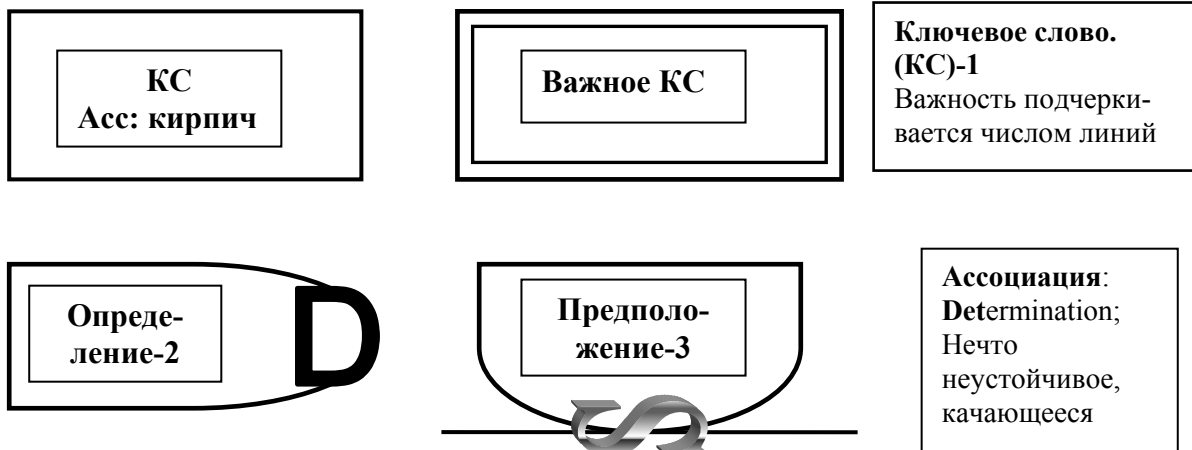 КС
Асс: кирпич
Важное КС
Ключевое слово.
(КС)-1
Важность подчерки-
вается числом линий
Опреде-
ление-2
D
Предполо-
жение-3
Ассоциация:
Determination;
Нечто
неустойчивое,
качающееся